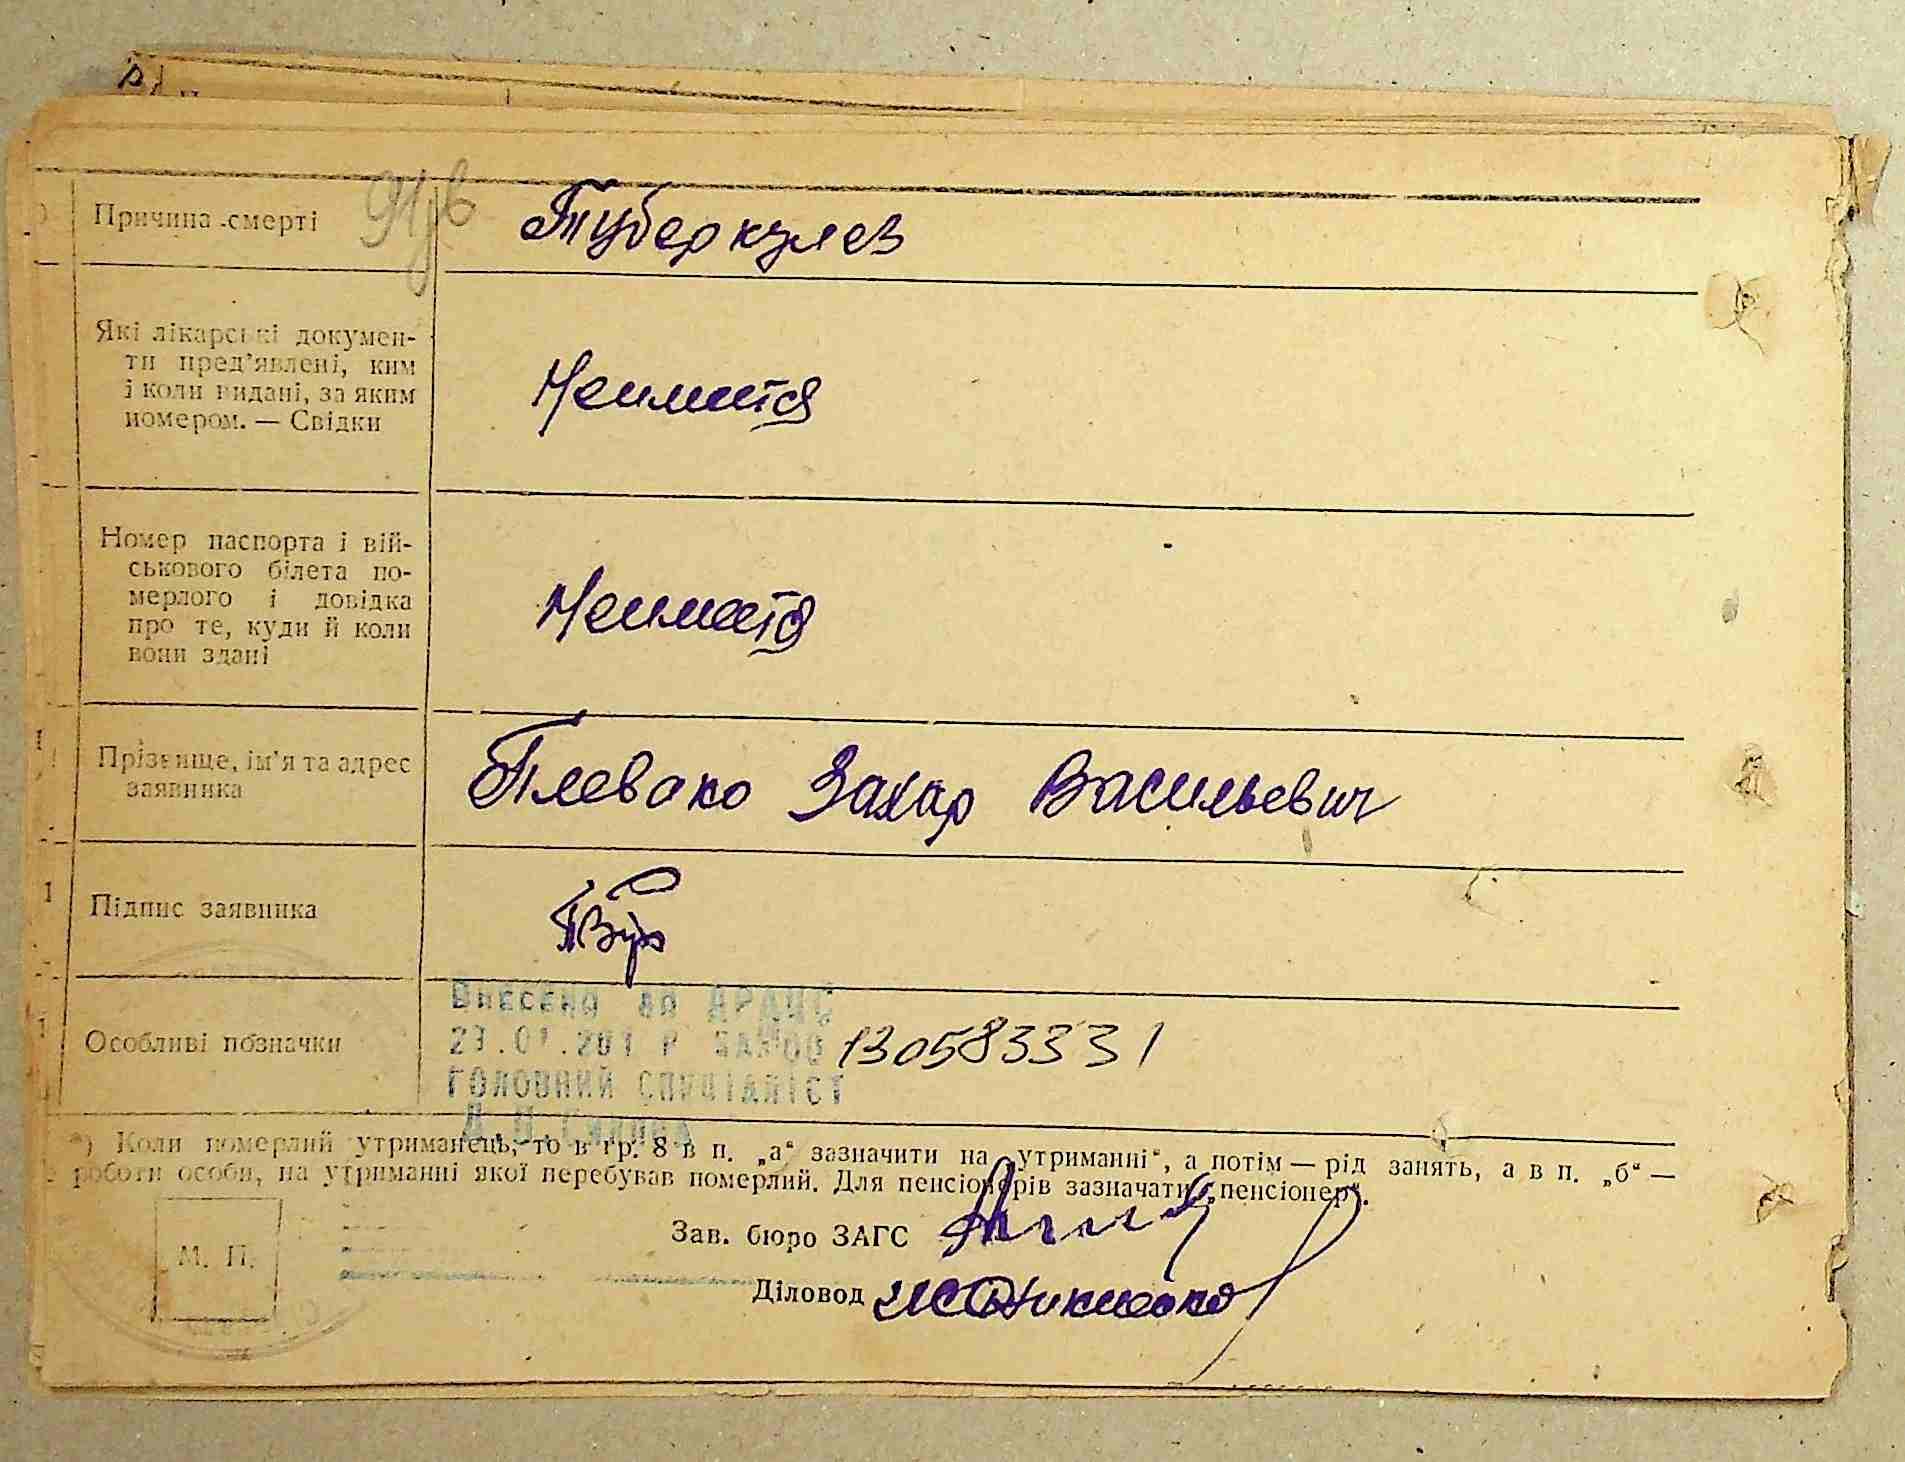 Причина смерті
Туберкулез
Які лікарські докумен-
ти пред'явлені, ким
і коли видані, за яким
номером. — Свідки
Неимеится
Номер паспорта і вій-
ськового білета по-
мерлого і довідка
про те, куди й коли
вони здані
Неимеется
Прізвище, ім'я та адрес
заявника
Плевако Захар Васильевич
Підпис заявника
Особливі позначки
Внесено до ДРАЦС
130583331
ГОЛОВНИЙ СПЕЦІАЛІСТ
*) Коли померлий утриманець, то в гр. 8 в п. „а“ зазначити на „утриманні“, а потім — рід занять, а в п. „б“ —
роботи особи, на утриманні якої перебував померлий. Для пенсіонерів зазначати „пенсіонер“.
Зав. бюро ЗАГС
М. П.
Діловод